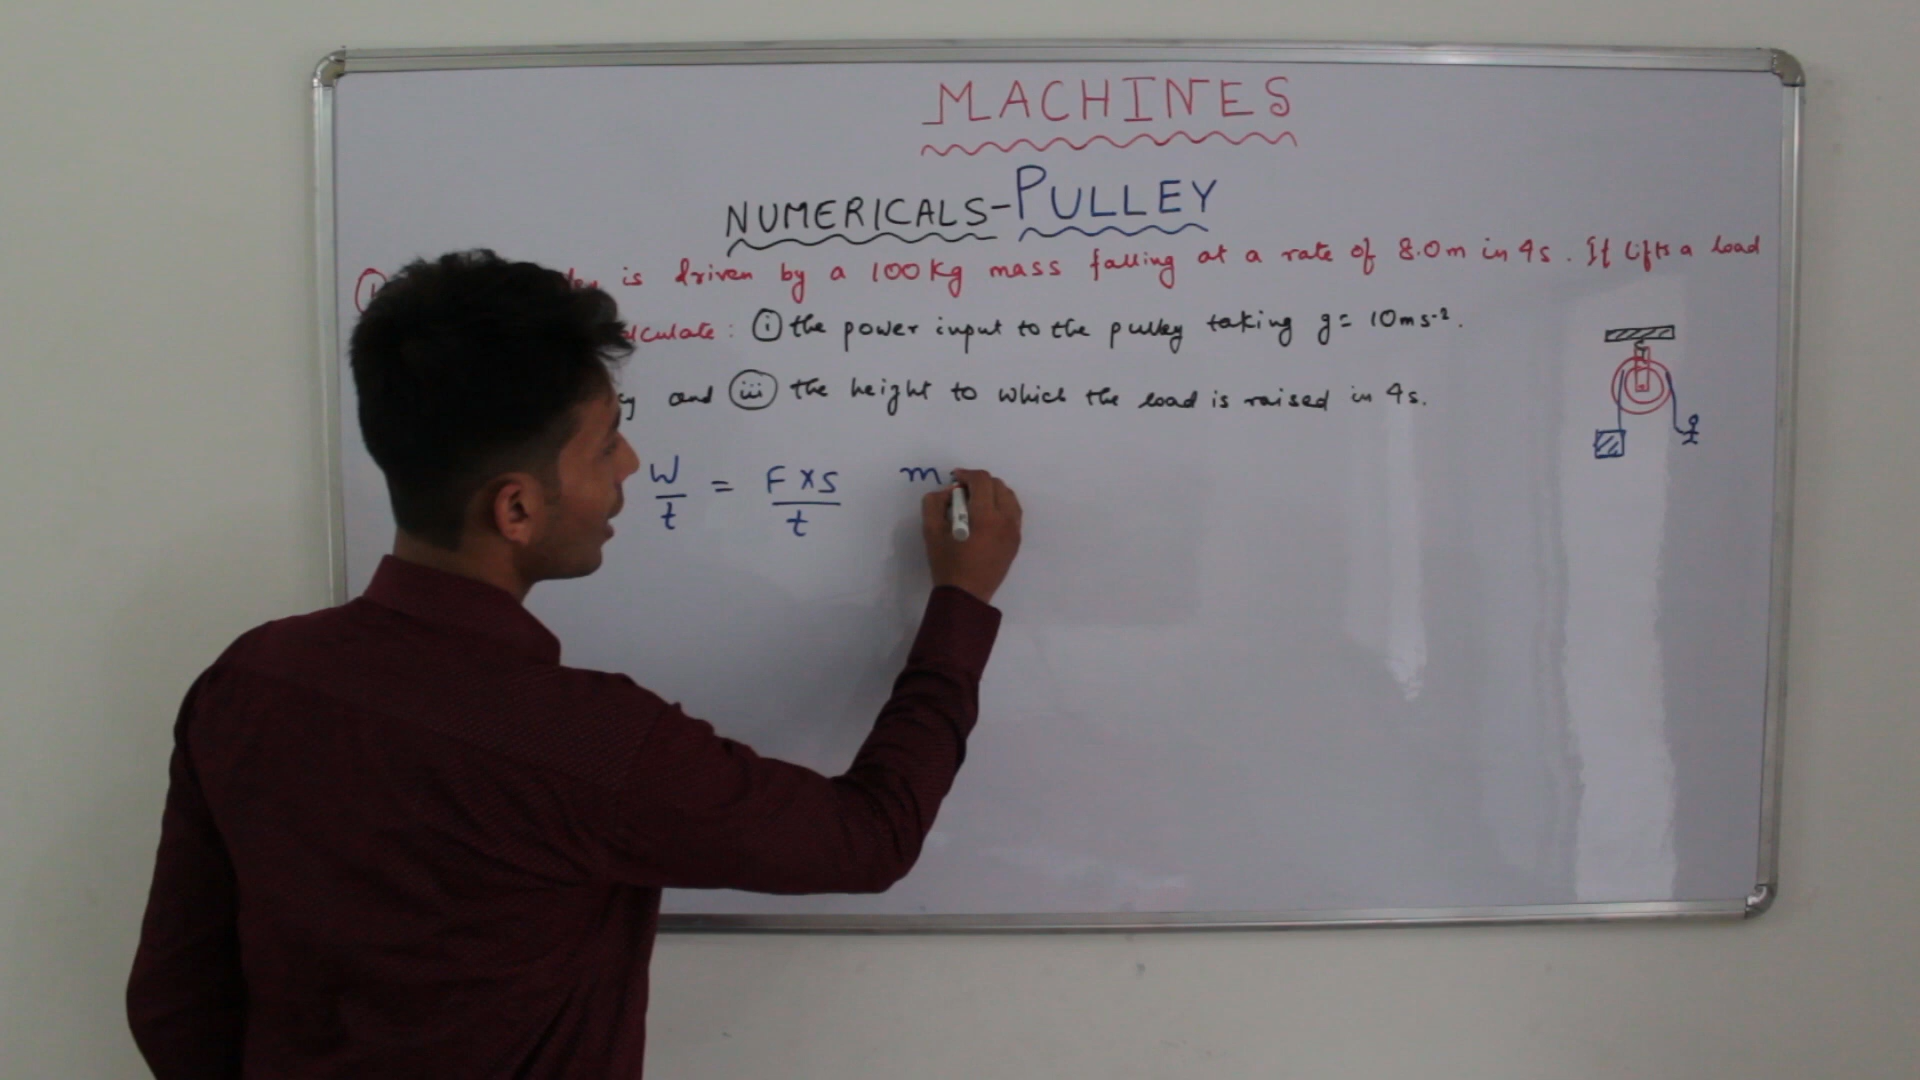 MACHINES
NUMERICALS-PULLEY
is driven by a 100kg mass falling at a rate of 8.0m in 4s. It lifts a load
: (i) the power input to the pulley taking g= 10ms-2.
and (iii) the height to which the load is raised in 4s.
W/t = F×S/t m=